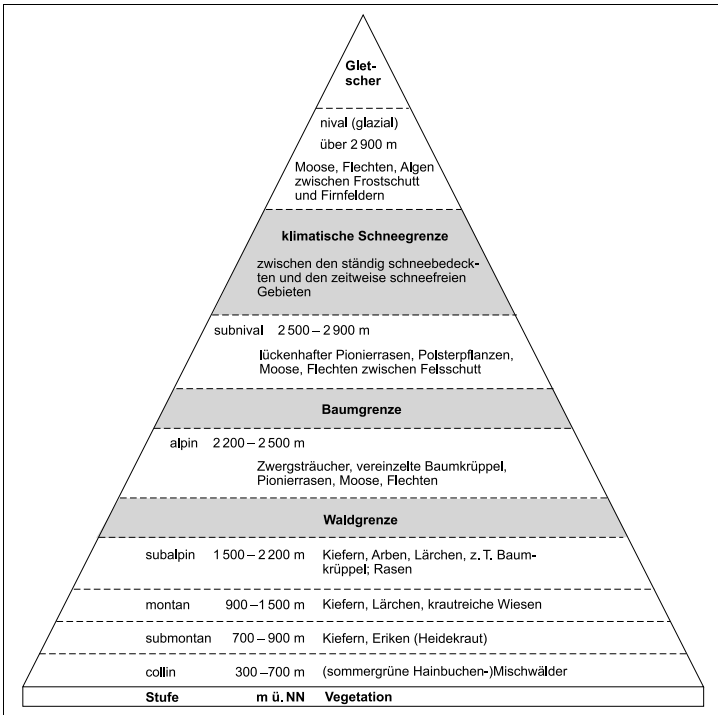 Glet-
scher
nival (glazial)
über 2 900 m
Moose, Flechten, Algen
zwischen Frostschutt
und Firnfeldern
klimatische Schneegrenze
zwischen den ständig schneebedeck-
ten und den zeitweise schneefreien
Gebieten
subnival 2 500 – 2 900 m
lückenhafter Pionierrasen, Polsterpflanzen,
Moose, Flechten zwischen Felsschutt
Baumgrenze
alpin 2 200 – 2 500 m
Zwergsträucher, vereinzelte Baumkrüppel,
Pionierrasen, Moose, Flechten
Waldgrenze
subalpin 1 500 – 2 200 m Kiefern, Arben, Lärchen, z. T. Baum-
krüppel; Rasen
montan 900 – 1 500 m Kiefern, Lärchen, krautreiche Wiesen
submontan 700 – 900 m Kiefern, Eriken (Heidekraut)
collin 300 – 700 m (sommergrüne Hainbuchen-)Mischwälder
Stufe m ü. NN Vegetation